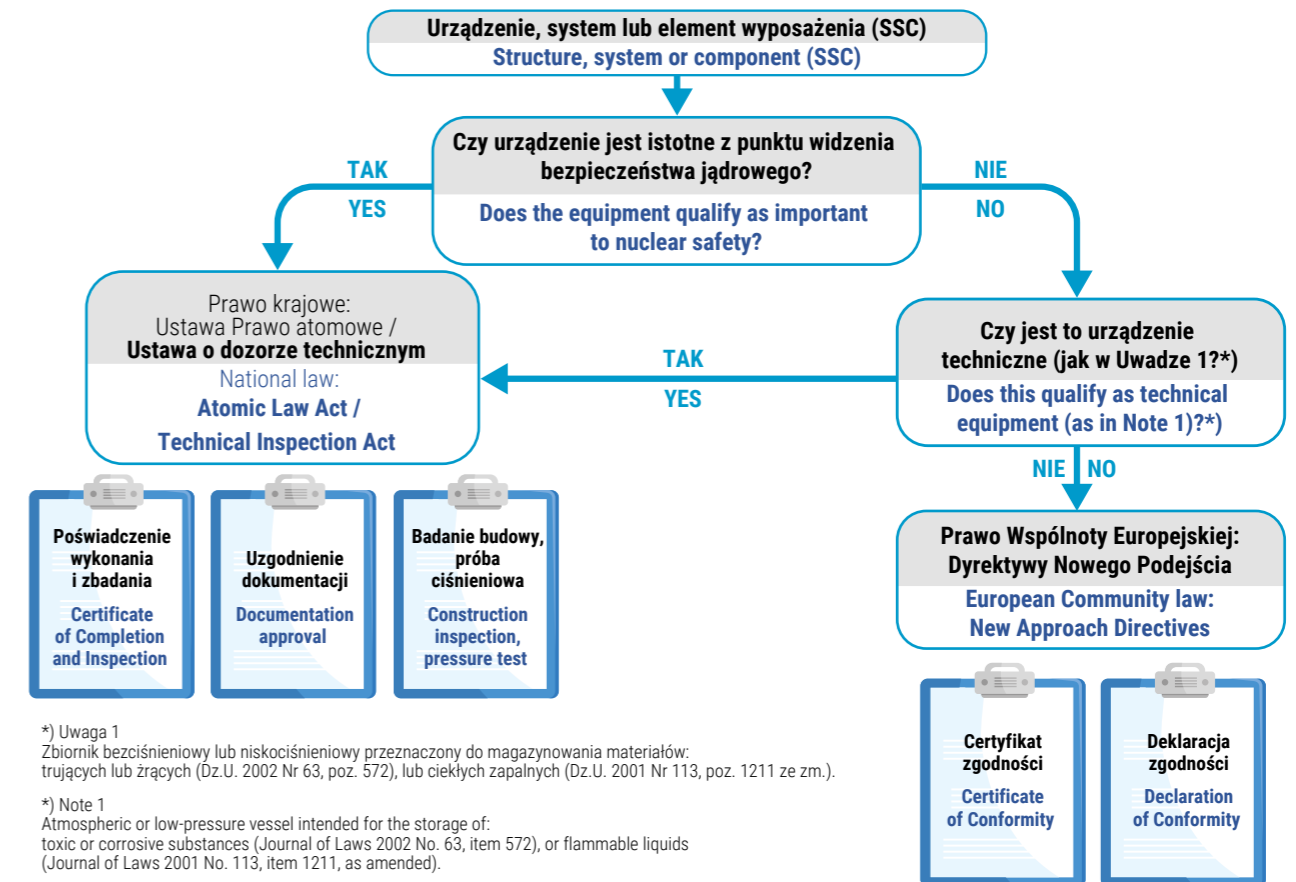 Urządzenie, system lub element wyposażenia (SSC)
Structure, system or component (SSC)
Czy urządzenie jest istotne z punktu widzenia
bezpieczeństwa jądrowego?
Does the equipment qualify as important
to nuclear safety?
TAK
YES
NIE
NO
Prawo krajowe:
Ustawa Prawo atomowe /
Ustawa o dozorze technicznym
National law:
Atomic Law Act /
Technical Inspection Act
TAK
YES
Czy jest to urządzenie
techniczne (jak w Uwadze 1?*)
Does this qualify as technical
equipment (as in Note 1)?*)
NIE NO
Prawo Wspólnoty Europejskiej:
Dyrektywy Nowego Podejścia
European Community law:
New Approach Directives
Poświadczenie
wykonania
i zbadania
Certificate
of Completion
and Inspection
Uzgodnienie
dokumentacji
Documentation
approval
Badanie budowy,
próba
ciśnieniowa
Construction
inspection,
pressure test
Certyfikat
zgodności
Certificate
of Conformity
Deklaracja
zgodności
Declaration
of Conformity
*) Uwaga 1
Zbiornik bezciśnieniowy lub niskociśnieniowy przeznaczony do magazynowania materiałów:
trujących lub żrących (Dz.U. 2002 Nr 63, poz. 572), lub ciekłych zapalnych (Dz.U. 2001 Nr 113, poz. 1211 ze zm.).
*) Note 1
Atmospheric or low-pressure vessel intended for the storage of:
toxic or corrosive substances (Journal of Laws 2002 No. 63, item 572), or flammable liquids
(Journal of Laws 2001 No. 113, item 1211, as amended).